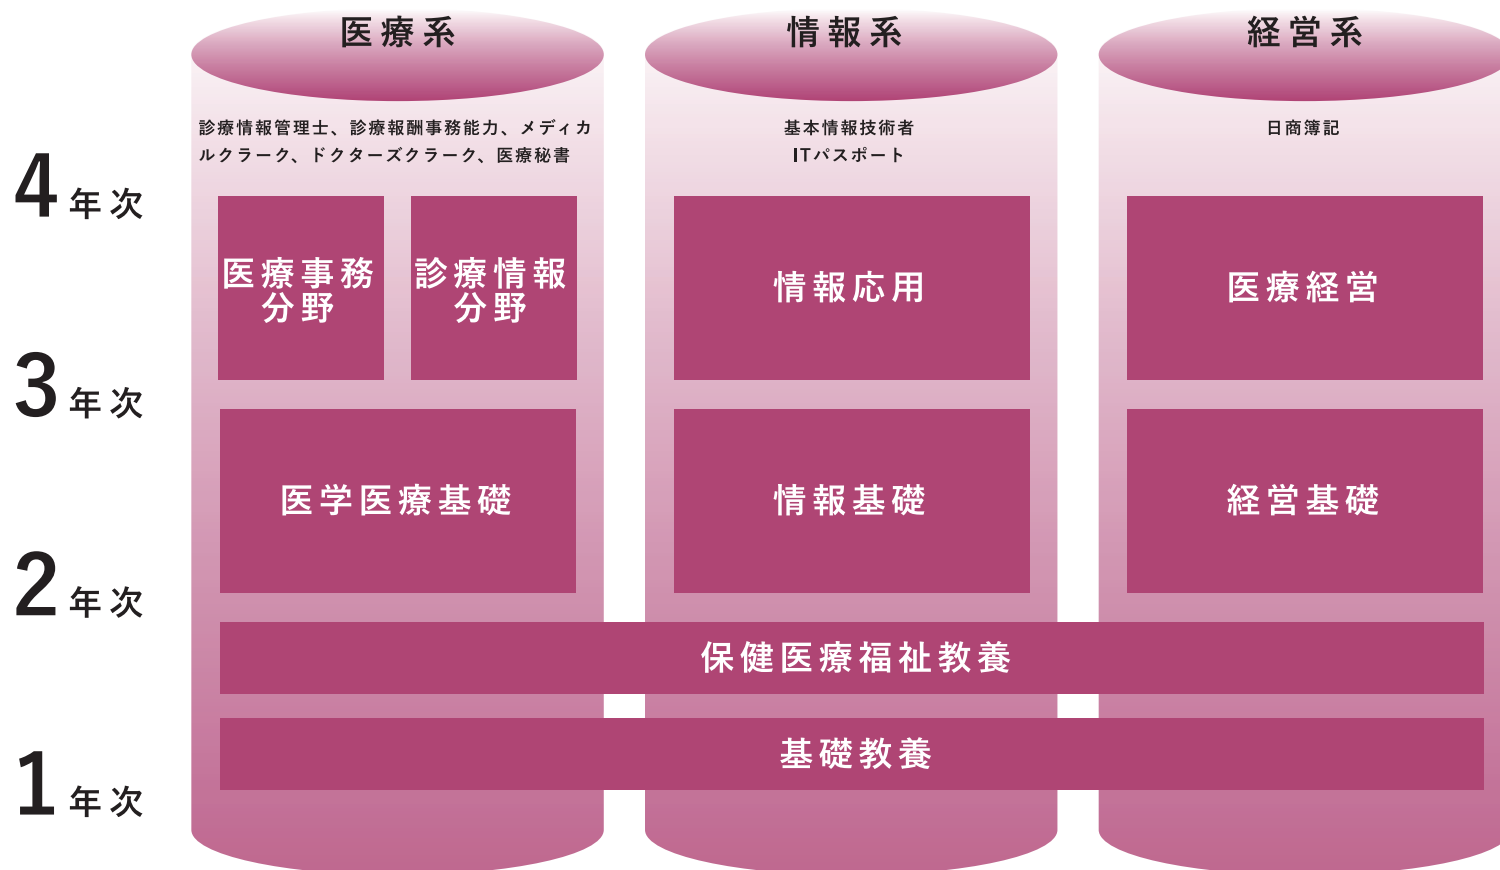 医療系
情報系
経営系
診療情報管理士、診療報酬事務能力、メディカ
ルクラーク、ドクターズクラーク、医療秘書
基本情報技術者
ITパスポート
日商簿記
4年次
医療事務
分野
診療情報
分野
情報応用
医療経営
3年次
医学医療基礎
情報基礎
経営基礎
2年次
保健医療福祉教養
基礎教養
1年次